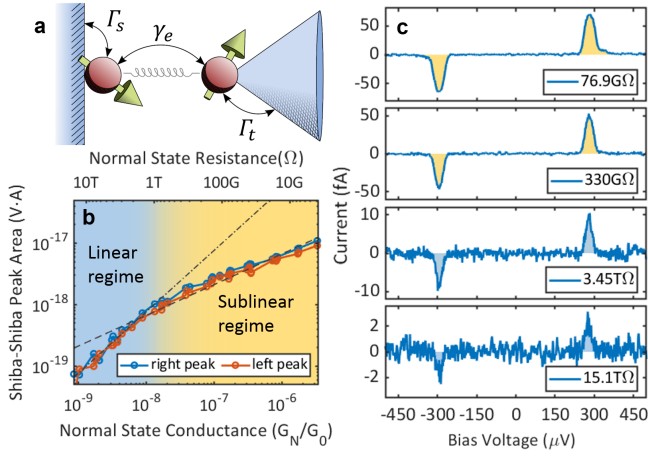 a
Γs
γe
Γt
Normal State Resistance(Ω)
10T 1T 100G 10G
b
Linear
regime
Sublinear
regime
right peak left peak
Shiba-Shiba Peak Area (V·A)
10-17
10-18
10-19
10-9 10-8 10-7 10-6
Normal State Conductance (GN/G0)
c
50
0
-50
76.9GΩ
50
0
-50
330GΩ
10
0
-10
3.45TΩ
2
0
-2
15.1TΩ
Current (fA)
-450 -300 -150 0 150 300 450
Bias Voltage (μV)